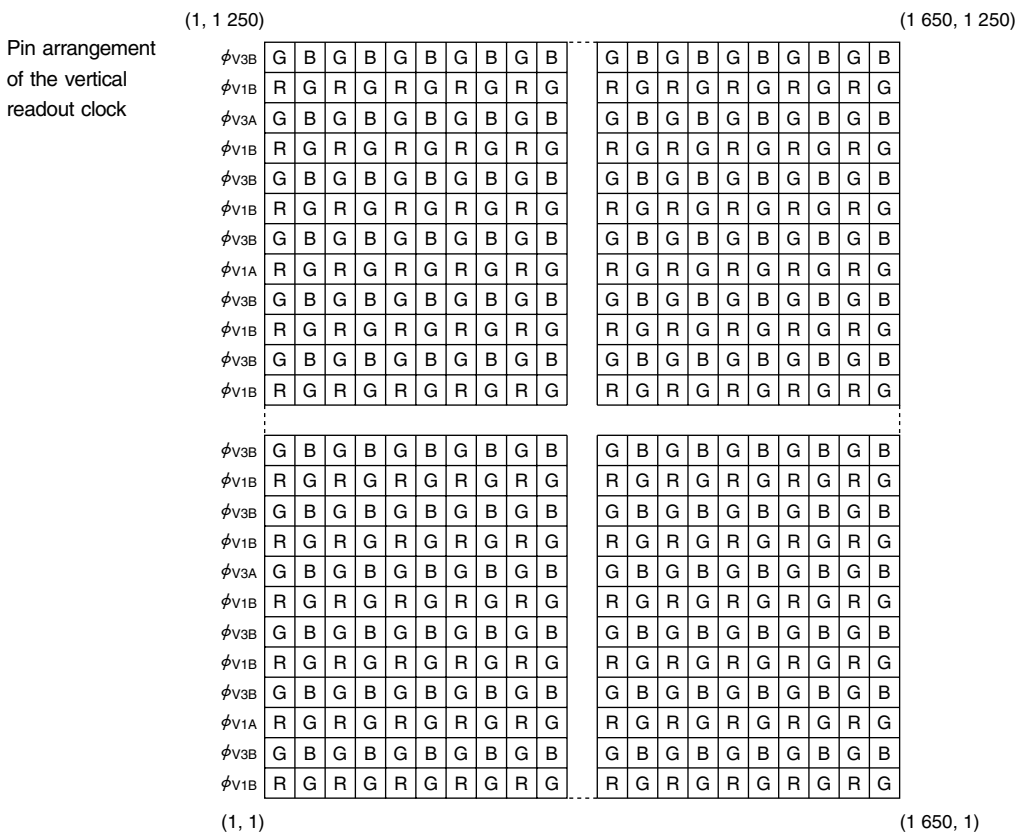 (1, 1 250) (1 650, 1 250)
Pin arrangement
of the vertical
readout clock
ϕV3B G B G B G B G B G B G B G B G B G B G B
ϕV1B R G R G R G R G R G R G R G R G R G R G
ϕV3A G B G B G B G B G B G B G B G B G B G B
ϕV1B R G R G R G R G R G R G R G R G R G R G
ϕV3B G B G B G B G B G B G B G B G B G B G B
ϕV1B R G R G R G R G R G R G R G R G R G R G
ϕV3B G B G B G B G B G B G B G B G B G B G B
ϕV1A R G R G R G R G R G R G R G R G R G R G
ϕV3B G B G B G B G B G B G B G B G B G B G B
ϕV1B R G R G R G R G R G R G R G R G R G R G
ϕV3B G B G B G B G B G B G B G B G B G B G B
ϕV1B R G R G R G R G R G R G R G R G R G R G
ϕV3B G B G B G B G B G B G B G B G B G B G B
ϕV1B R G R G R G R G R G R G R G R G R G R G
ϕV3B G B G B G B G B G B G B G B G B G B G B
ϕV1B R G R G R G R G R G R G R G R G R G R G
ϕV3A G B G B G B G B G B G B G B G B G B G B
ϕV1B R G R G R G R G R G R G R G R G R G R G
ϕV3B G B G B G B G B G B G B G B G B G B G B
ϕV1B R G R G R G R G R G R G R G R G R G R G
ϕV3B G B G B G B G B G B G B G B G B G B G B
ϕV1A R G R G R G R G R G R G R G R G R G R G
ϕV3B G B G B G B G B G B G B G B G B G B G B
ϕV1B R G R G R G R G R G R G R G R G R G R G
(1, 1) (1 650, 1)